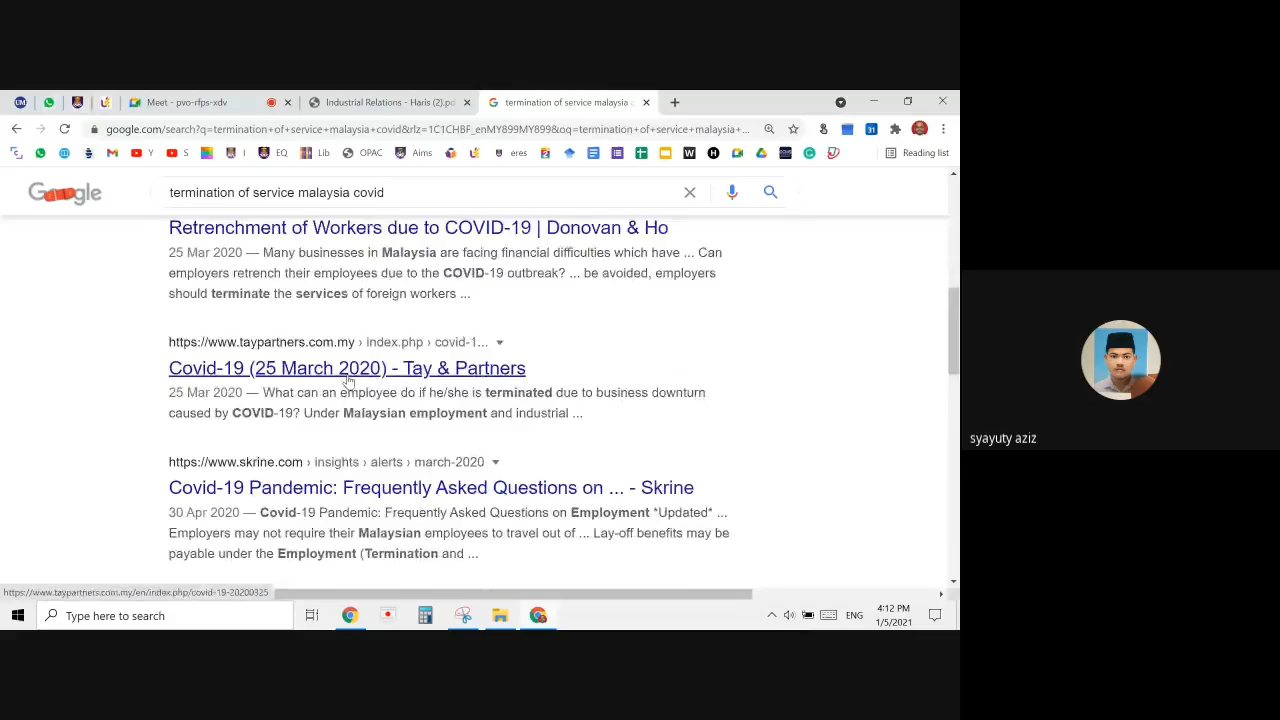 Meet - pvo-rfps-xdv
Industrial Relations - Haris (2).pd
termination of service malaysia c
google.com/search?q=termination+of+service+malaysia+covid&rlz=1C1CHBF_enMY899MY899&oq=termination+of+service+malaysia+...
Y
S
I
EQ
Lib
OPAC
Aims
U
eres
Reading list
Google
termination of service malaysia covid
Retrenchment of Workers due to COVID-19 | Donovan & Ho
25 Mar 2020 — Many businesses in Malaysia are facing financial difficulties which have ... Can
employers retrench their employees due to the COVID-19 outbreak? ... be avoided, employers
should terminate the services of foreign workers ...
https://www.taypartners.com.my › index.php › covid-1...
Covid-19 (25 March 2020) - Tay & Partners
25 Mar 2020 — What can an employee do if he/she is terminated due to business downturn
caused by COVID-19? Under Malaysian employment and industrial ...
https://www.skrine.com › insights › alerts › march-2020
Covid-19 Pandemic: Frequently Asked Questions on ... - Skrine
30 Apr 2020 — Covid-19 Pandemic: Frequently Asked Questions on Employment *Updated* ...
Employers may not require their Malaysian employees to travel out of ... Lay-off benefits may be
payable under the Employment (Termination and ...
https://www.taypartners.com.my/en/index.php/covid-19-20200325
Type here to search
ENG
4:12 PM
1/5/2021
syayuty aziz